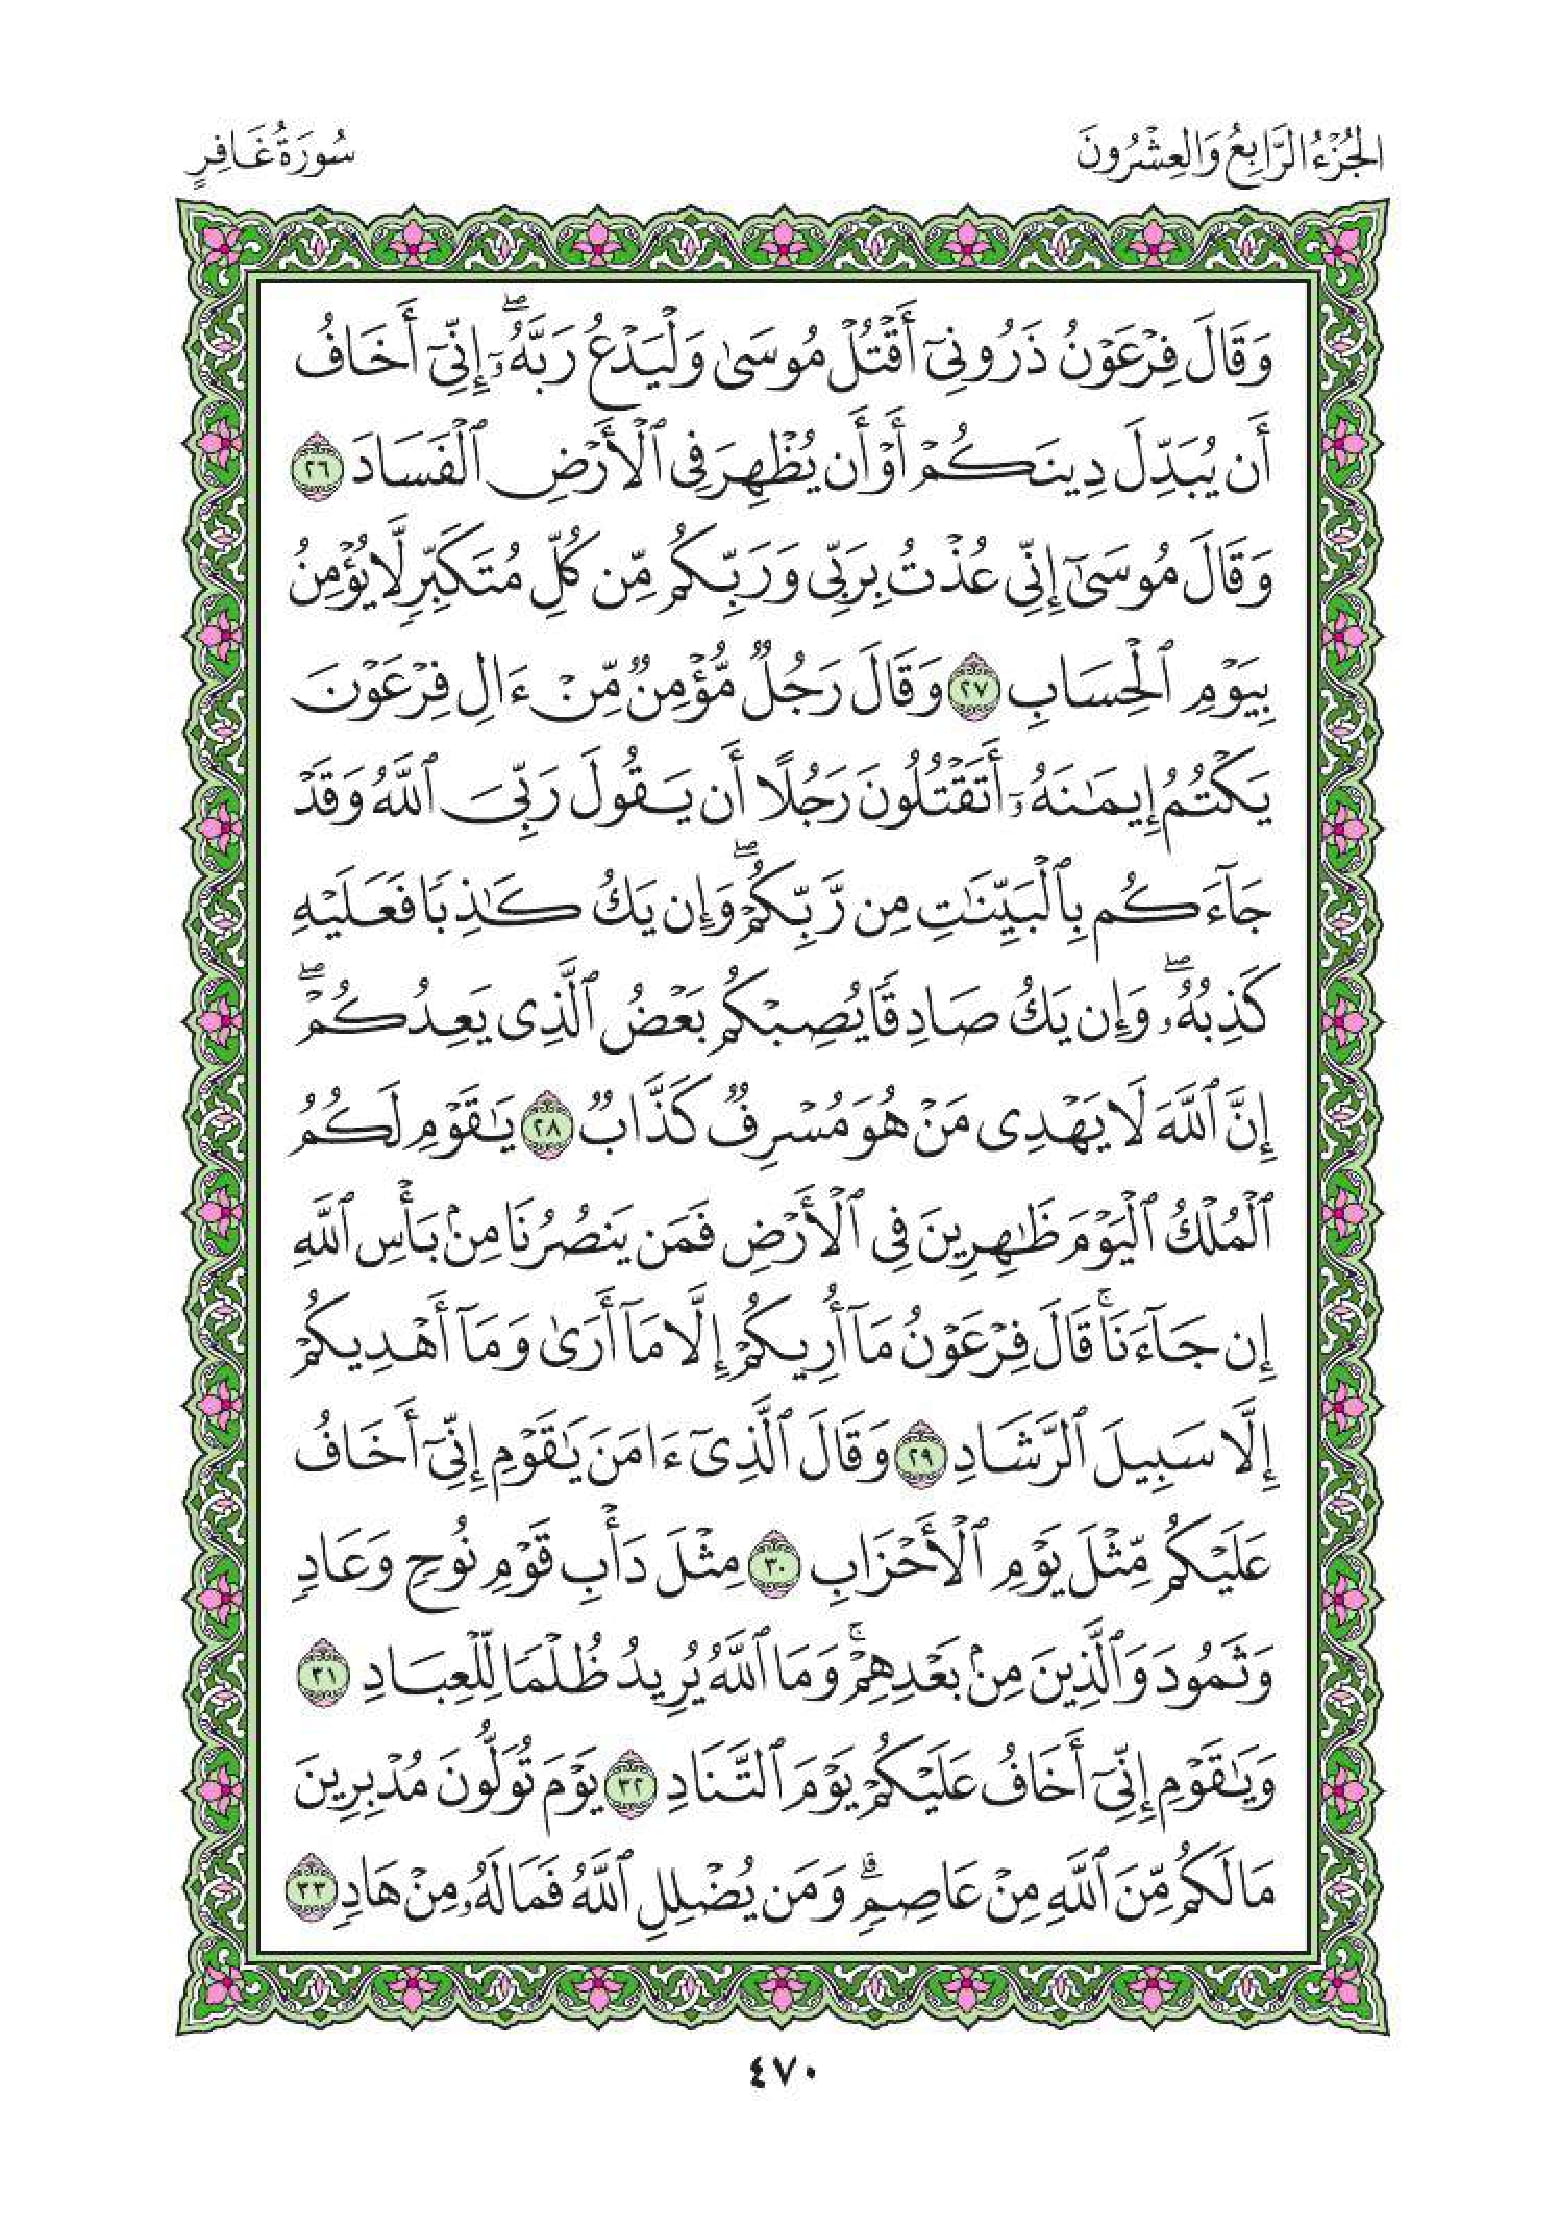 الجُزْءُ الرَّابِعُ وَالعِشْرُونَ
سُورَةُ غَافِرٍ
وَقَالَ فِرْعَوْنُ ذَرُونِىٓ أَقْتُلْ مُوسَىٰ وَلْيَدْعُ رَبَّهُۥٓۖ إِنِّىٓ أَخَافُ
أَن يُبَدِّلَ دِينَكُمْ أَوْ أَن يُظْهِرَ فِى ٱلْأَرْضِ ٱلْفَسَادَ ٢٦
وَقَالَ مُوسَىٰٓ إِنِّى عُذْتُ بِرَبِّى وَرَبِّكُم مِّن كُلِّ مُتَكَبِّرٍ لَّا يُؤْمِنُ
بِيَوْمِ ٱلْحِسَابِ ٢٧ وَقَالَ رَجُلٌ مُّؤْمِنٌ مِّنْ ءَالِ فِرْعَوْنَ
يَكْتُمُ إِيمَـٰنَهُۥٓ أَتَقْتُلُونَ رَجُلًا أَن يَقُولَ رَبِّىَ ٱللَّهُ وَقَدْ
جَآءَكُم بِٱلْبَيِّنَـٰتِ مِن رَّبِّكُمْۖ وَإِن يَكُ كَـٰذِبًا فَعَلَيْهِ
كَذِبُهُۥۖ وَإِن يَكُ صَادِقًا يُصِبْكُم بَعْضُ ٱلَّذِى يَعِدُكُمْۖ
إِنَّ ٱللَّهَ لَا يَهْدِى مَنْ هُوَ مُسْرِفٌ كَذَّابٌ ٢٨ يَـٰقَوْمِ لَكُمُ
ٱلْمُلْكُ ٱلْيَوْمَ ظَـٰهِرِينَ فِى ٱلْأَرْضِ فَمَن يَنصُرُنَا مِنۢ بَأْسِ ٱللَّهِ
إِن جَآءَنَاۚ قَالَ فِرْعَوْنُ مَآ أُرِيكُمْ إِلَّا مَآ أَرَىٰ وَمَآ أَهْدِيكُمْ
إِلَّا سَبِيلَ ٱلرَّشَادِ ٢٩ وَقَالَ ٱلَّذِىٓ ءَامَنَ يَـٰقَوْمِ إِنِّىٓ أَخَافُ
عَلَيْكُم مِّثْلَ يَوْمِ ٱلْأَحْزَابِ ٣٠ مِثْلَ دَأْبِ قَوْمِ نُوحٍ وَعَادٍ
وَثَمُودَ وَٱلَّذِينَ مِنۢ بَعْدِهِمْۚ وَمَا ٱللَّهُ يُرِيدُ ظُلْمًا لِّلْعِبَادِ ٣١
وَيَـٰقَوْمِ إِنِّىٓ أَخَافُ عَلَيْكُمْ يَوْمَ ٱلتَّنَادِ ٣٢ يَوْمَ تُوَلُّونَ مُدْبِرِينَ
مَا لَكُم مِّنَ ٱللَّهِ مِنْ عَاصِمٍۗ وَمَن يُضْلِلِ ٱللَّهُ فَمَا لَهُۥ مِنْ هَادٍ ٣٣
٤٧٠